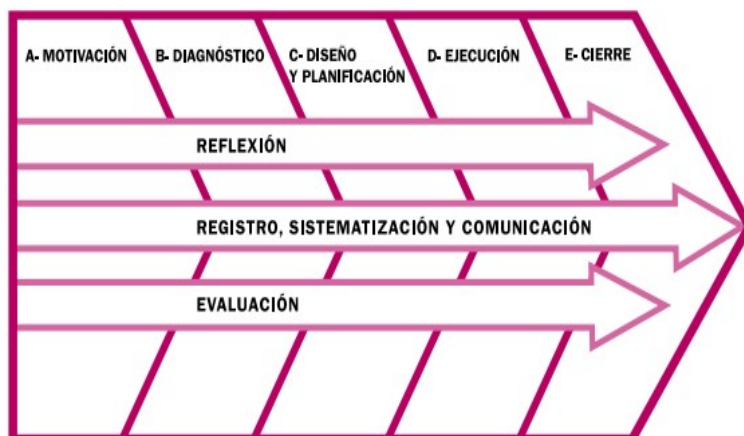 A- MOTIVACIÓN
B- DIAGNÓSTICO
C- DISEÑO
Y PLANIFICACIÓN
D- EJECUCIÓN
E- CIERRE
REFLEXIÓN
REGISTRO, SISTEMATIZACIÓN Y COMUNICACIÓN
EVALUACIÓN